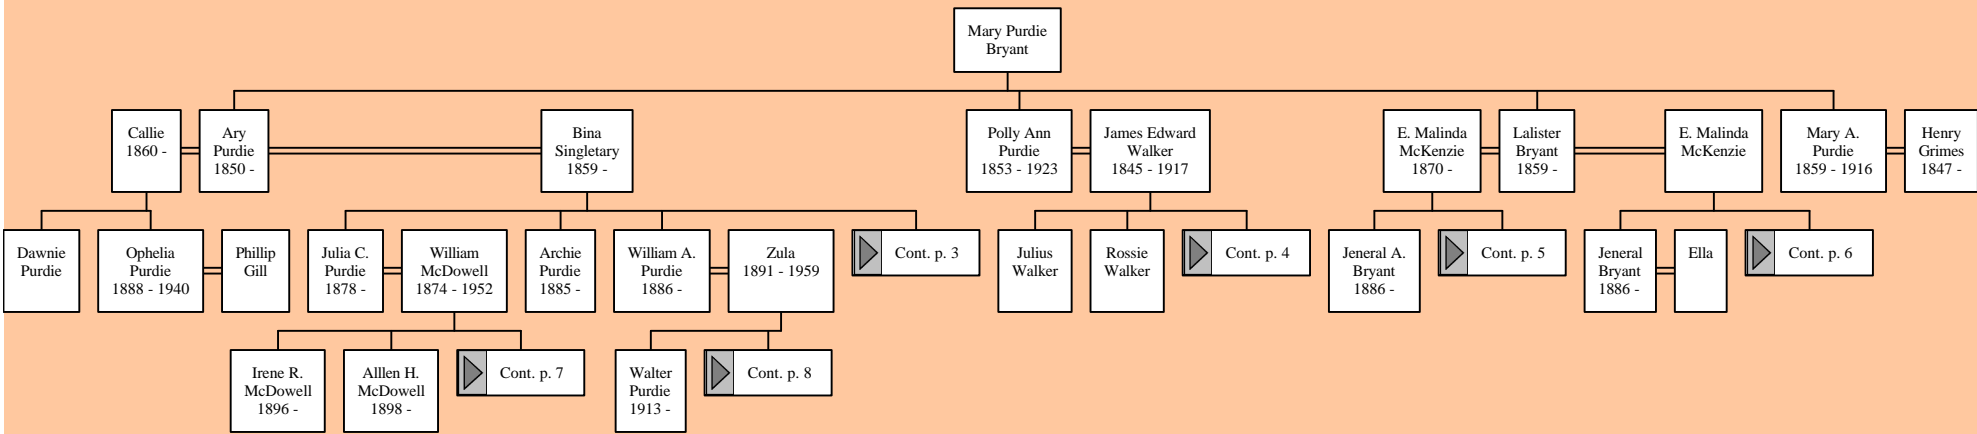 Mary Purdie
Bryant
Callie
1860 -
Ary
Purdie
1850 -
Bina
Singletary
1859 -
Polly Ann
Purdie
1853 - 1923
James Edward
Walker
1845 - 1917
E. Malinda
McKenzie
1870 -
Lalister
Bryant
1859 -
E. Malinda
McKenzie
Mary A.
Purdie
1859 - 1916
Henry
Grimes
1847 -
Dawnie
Purdie
Ophelia
Purdie
1888 - 1940
Phillip
Gill
Julia C.
Purdie
1878 -
William
McDowell
1874 - 1952
Archie
Purdie
1885 -
William A.
Purdie
1886 -
Zula
1891 - 1959
Cont. p. 3
Julius
Walker
Rossie
Walker
Cont. p. 4
Jeneral A.
Bryant
1886 -
Cont. p. 5
Jeneral
Bryant
1886 -
Ella
Cont. p. 6
Irene R.
McDowell
1896 -
Alllen H.
McDowell
1898 -
Cont. p. 7
Walter
Purdie
1913 -
Cont. p. 8